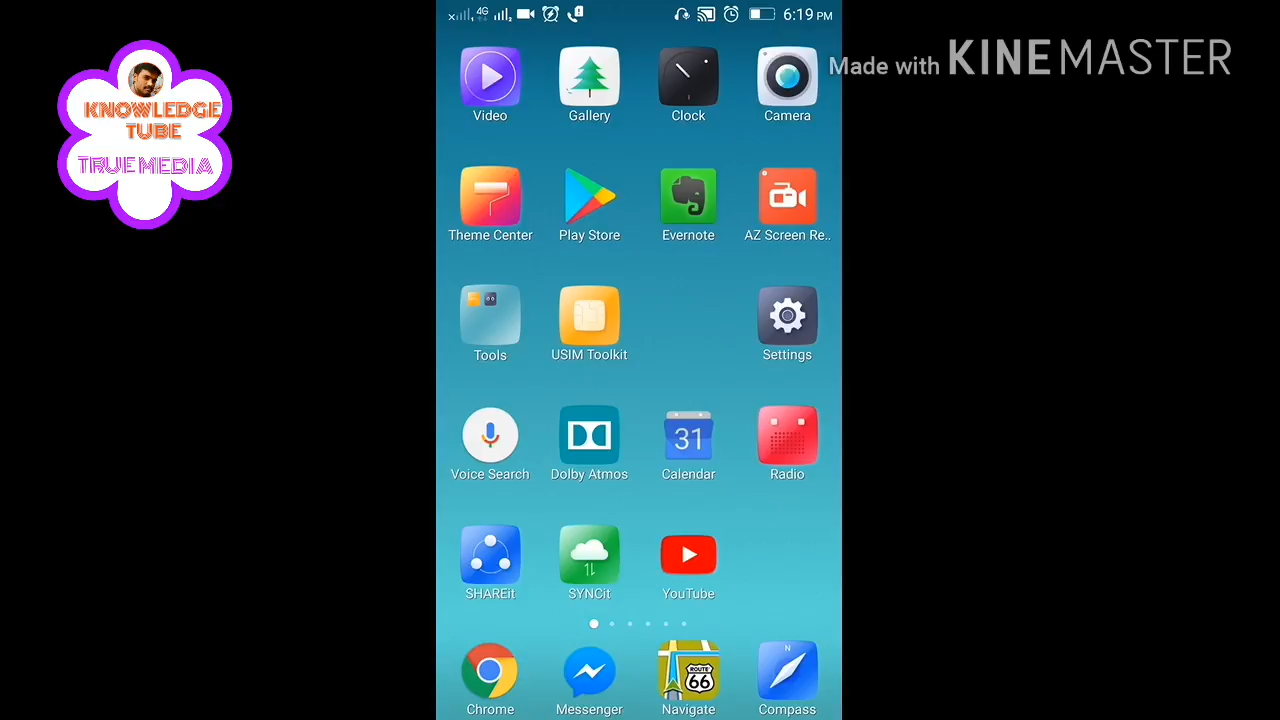 4G
6:19 PM
Made with KINEMASTER
KNOWLEDGE
TUBE
TRUE MEDIA
Video
Gallery
Clock
Camera
Theme Center
Play Store
Evernote
AZ Screen Re..
Tools
USIM Toolkit
Settings
Voice Search
Dolby Atmos
31
Calendar
Radio
SHAREit
SYNCit
YouTube
ROUTE
66
N
Chrome
Messenger
Navigate
Compass